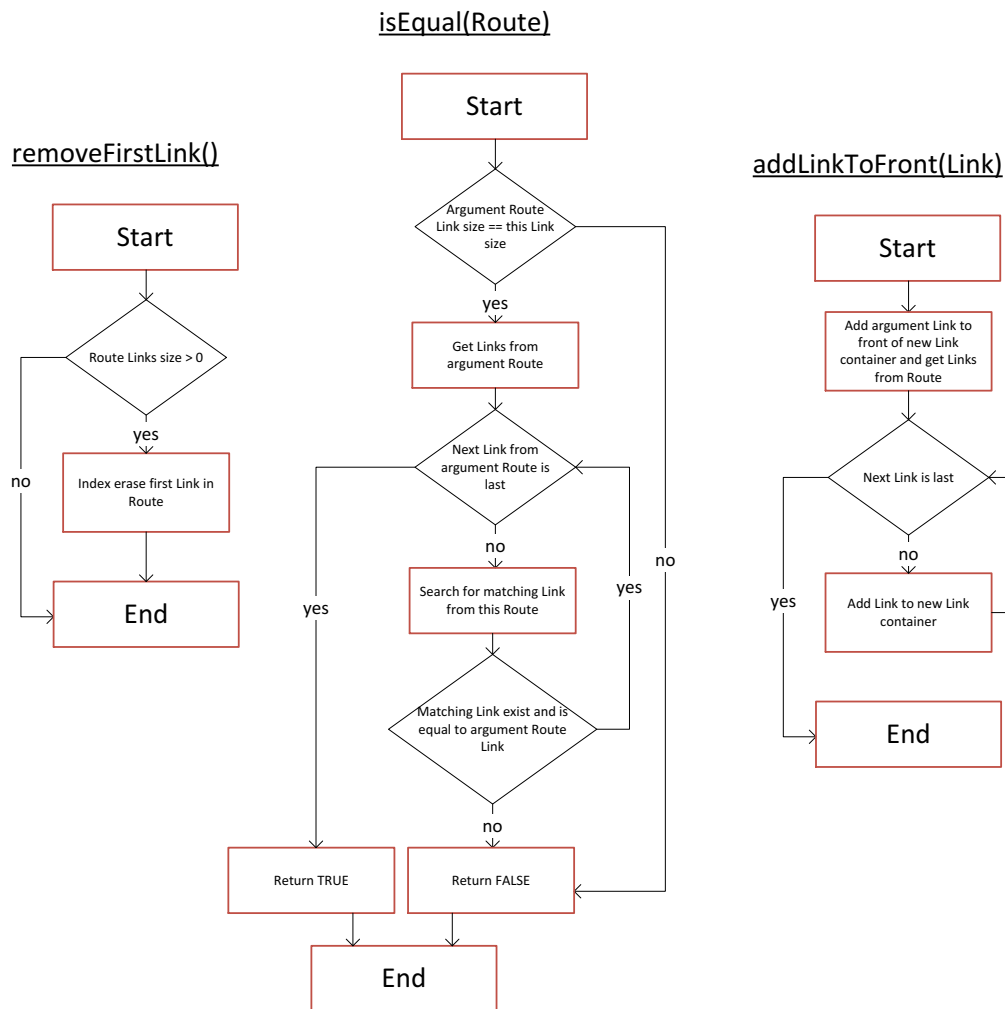 removeFirstLink()
Start
Route Links size > 0
yes
no
Index erase first Link in
Route
End
isEqual(Route)
Start
Argument Route
Link size == this Link
size
yes
no
Get Links from
argument Route
Next Link from
argument Route is
last
no
yes
yes
Search for matching Link
from this Route
Matching Link exist and is
equal to argument Route
Link
no
Return TRUE
Return FALSE
End
addLinkToFront(Link)
Start
Add argument Link to
front of new Link
container and get Links
from Route
Next Link is last
no
yes
Add Link to new Link
container
End